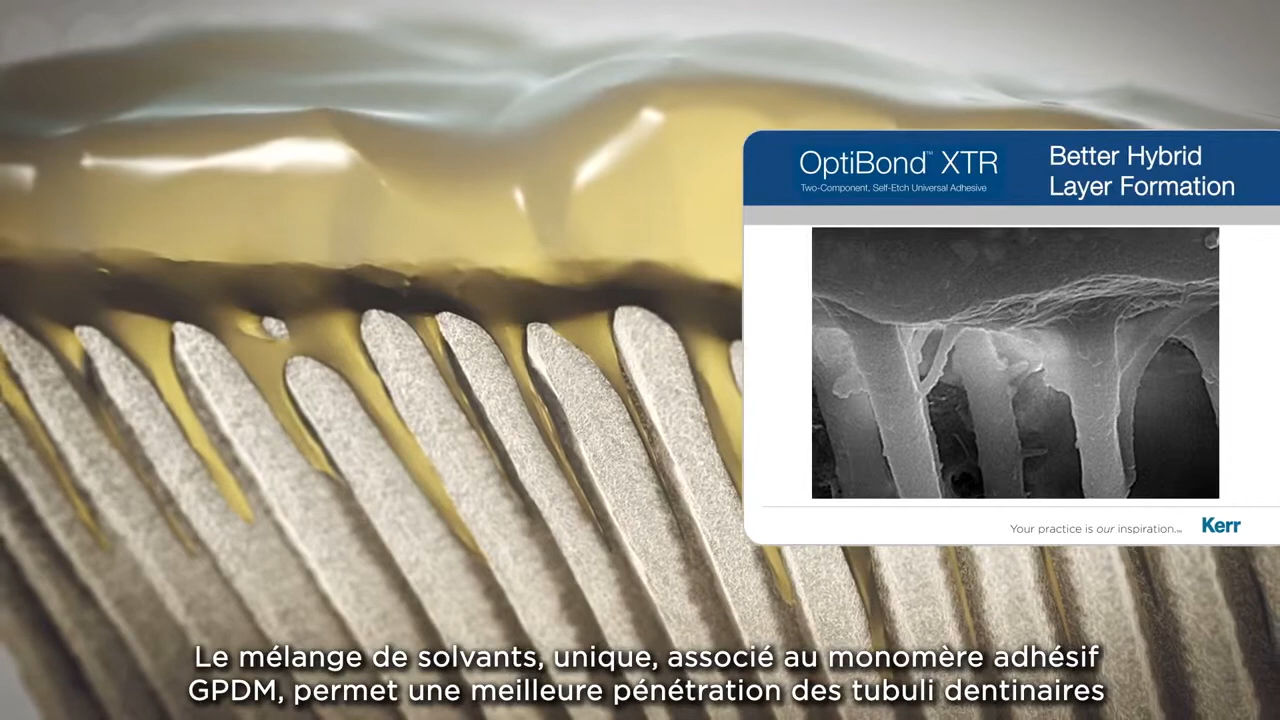 OptiBond™ XTR
Two-Component, Self-Etch Universal Adhesive
Better Hybrid
Layer Formation
Your practice is our inspiration.™
Kerr
Le mélange de solvants, unique, associé au monomère adhésif
GPDM, permet une meilleure pénétration des tubuli dentinaires